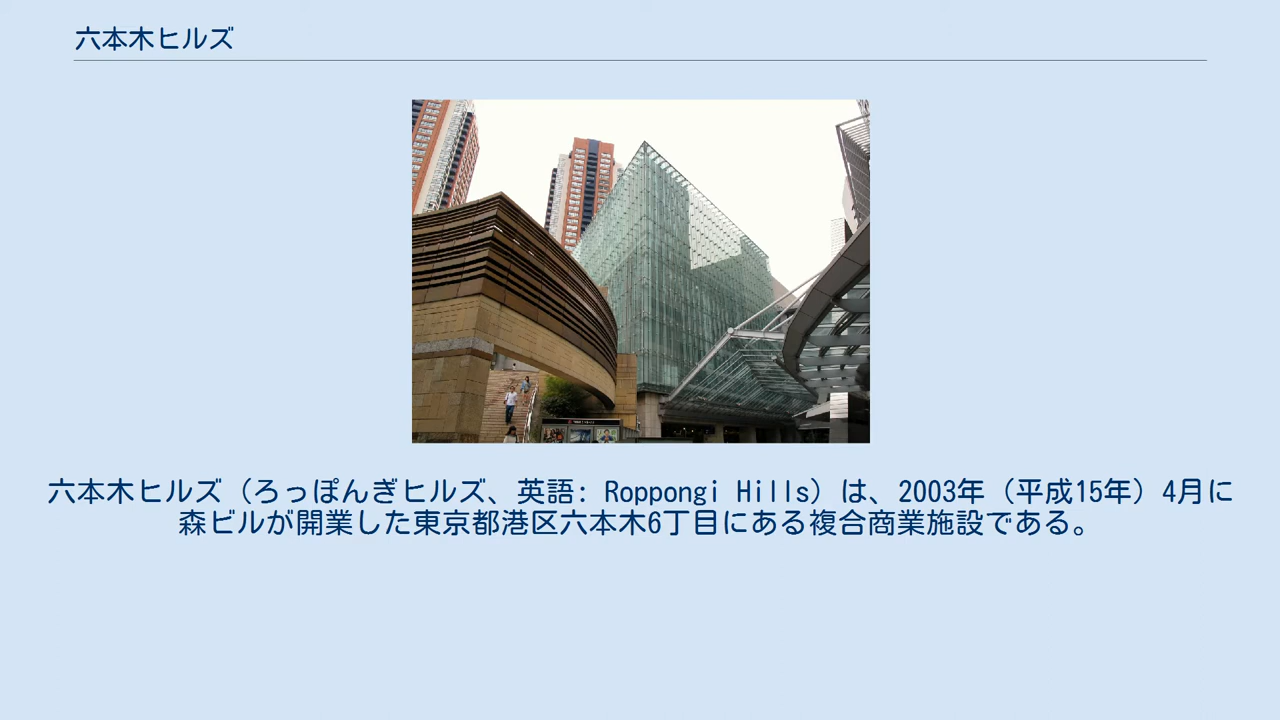 六本木ヒルズ
六本木ヒルズ（ろっぽんぎヒルズ、英語: Roppongi Hills）は、2003年（平成15年）4月に
森ビルが開業した東京都港区六本木6丁目にある複合商業施設である。